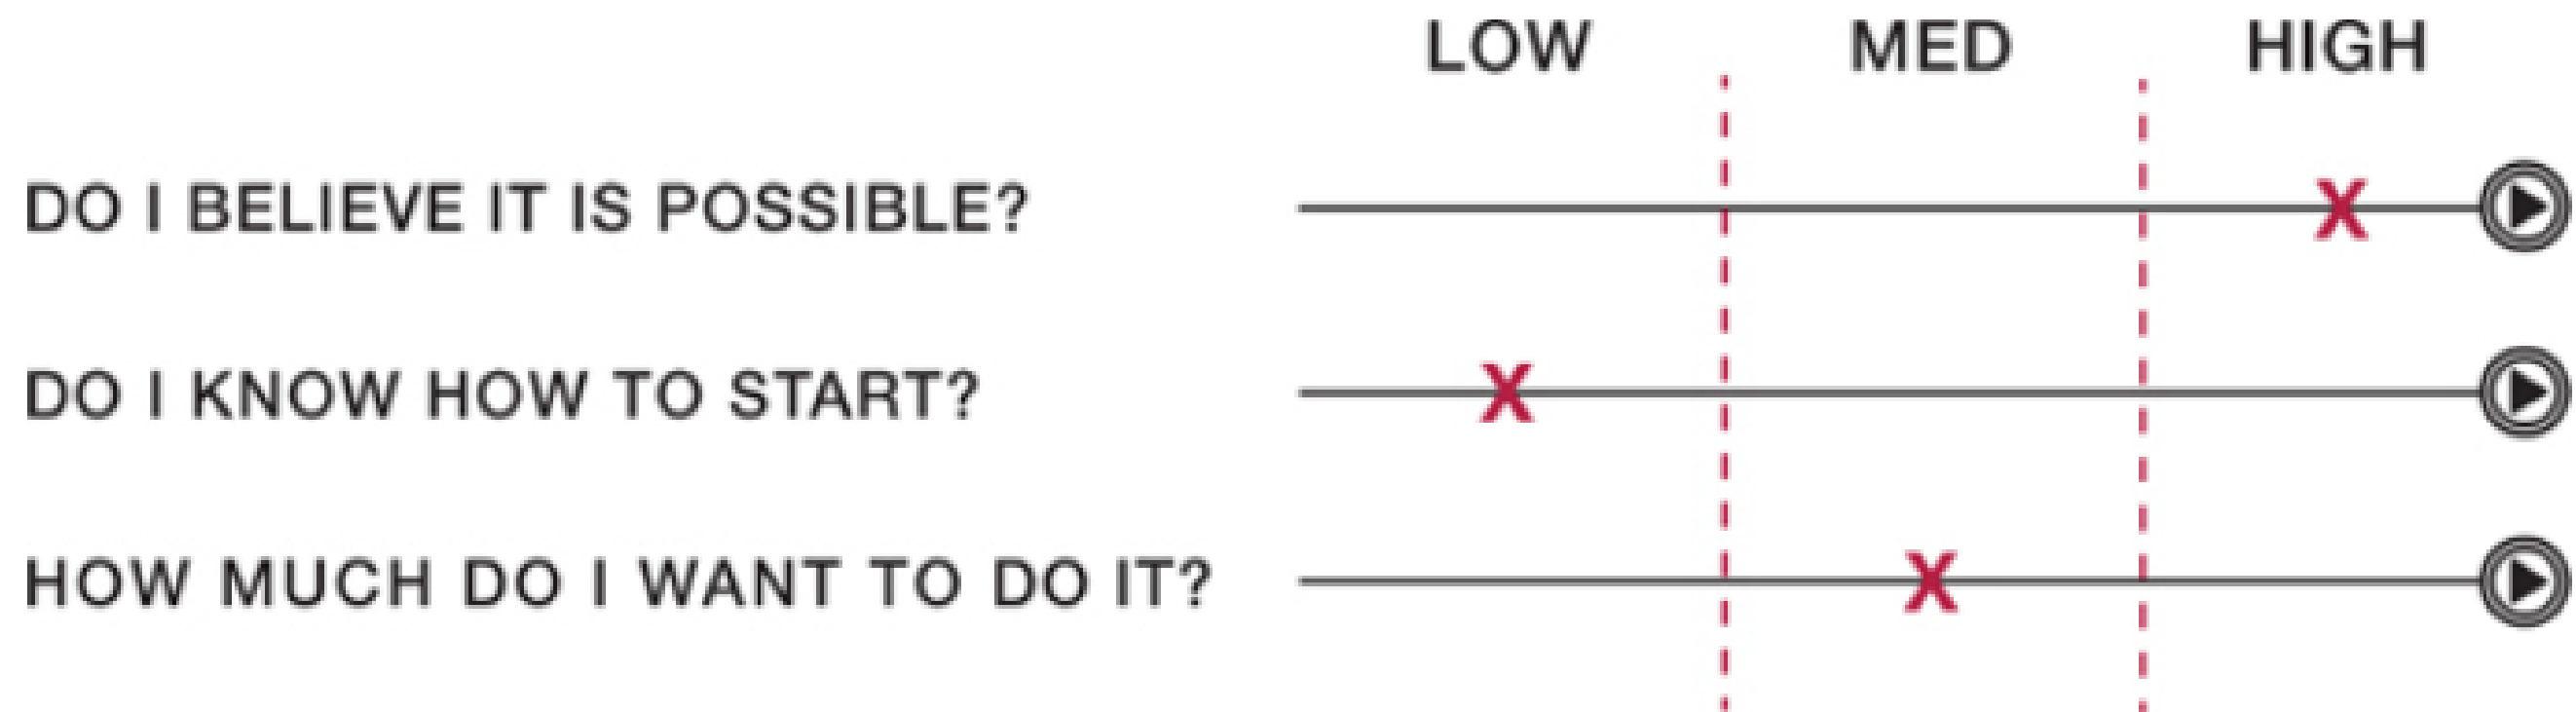 LOW MED HIGH
DO I BELIEVE IT IS POSSIBLE? X
DO I KNOW HOW TO START? X
HOW MUCH DO I WANT TO DO IT? X